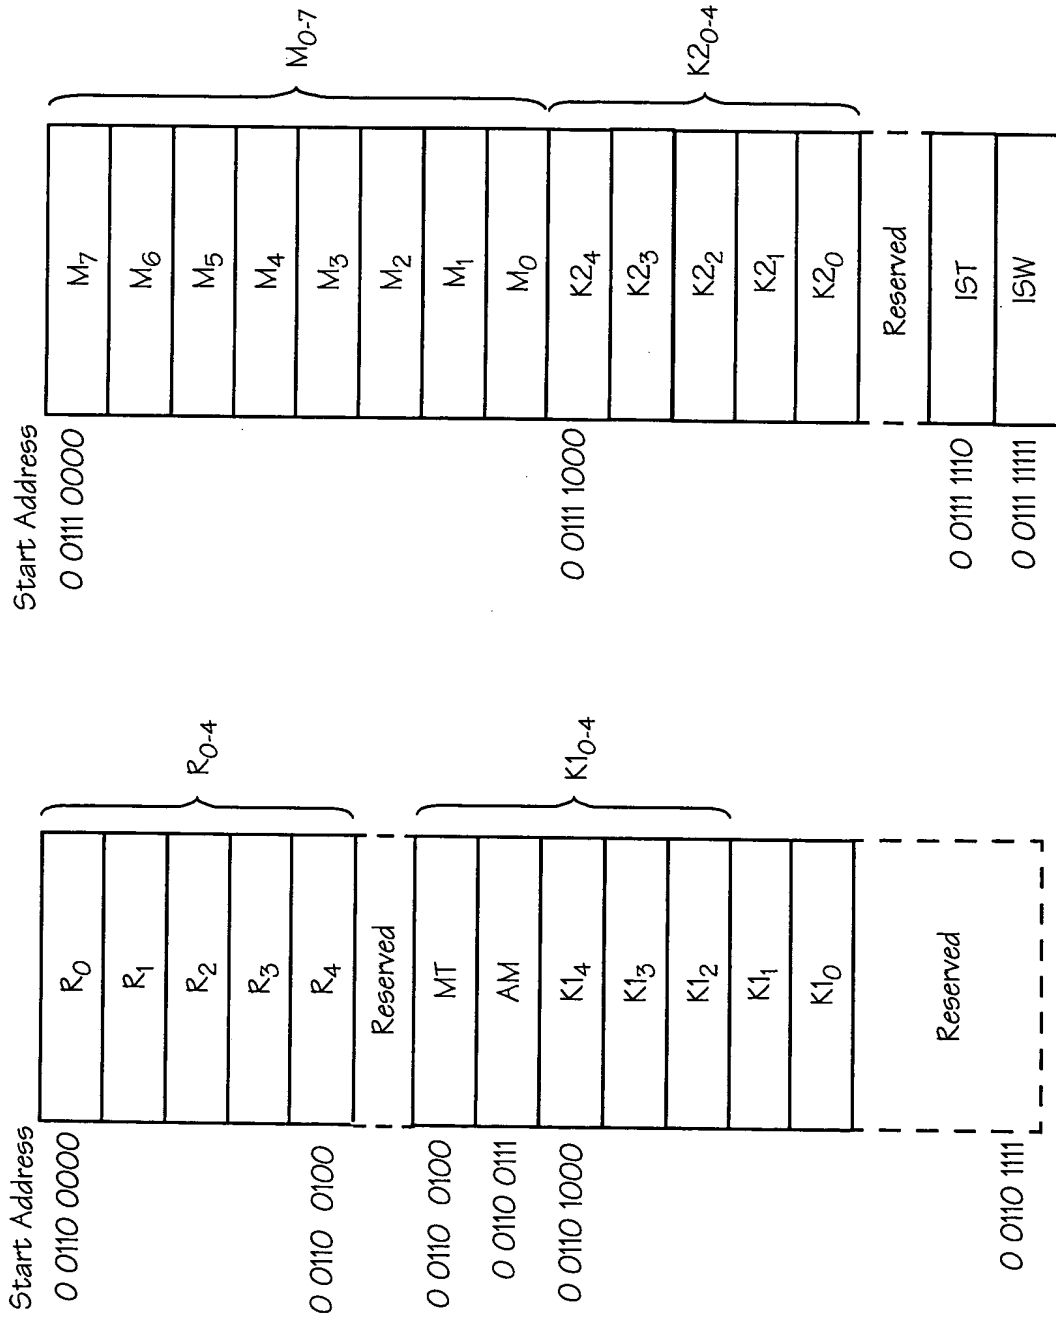 Start Address
0 0110 0000
R0
R1
R2
R3
0 0110 0100
R4
R0-4
Reserved
0 0110 0100
MT
0 0110 0111
AM
0 0110 1000
K14
K13
K12
K11
K10
K10-4
Reserved
0 0110 1111
Start Address
0 0111 0000
M7
M6
M5
M4
M3
M2
M1
M0
M0-7
0 0111 1000
K24
K23
K22
K21
K20
K20-4
Reserved
0 0111 1110
IST
0 0111 11111
ISW